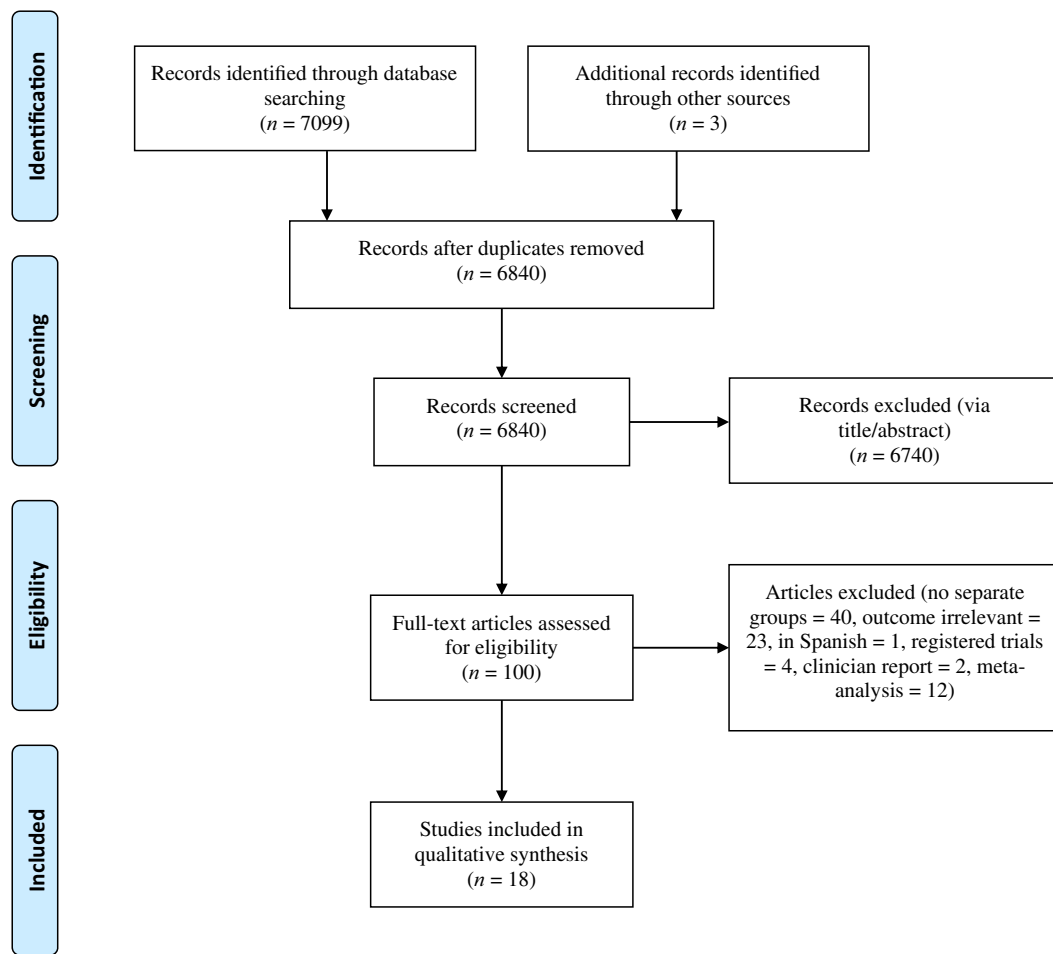 Identification
Records identified through database
searching
(n = 7099)
Additional records identified
through other sources
(n = 3)
Records after duplicates removed
(n = 6840)
Screening
Records screened
(n = 6840)
Records excluded (via
title/abstract)
(n = 6740)
Eligibility
Full-text articles assessed
for eligibility
(n = 100)
Articles excluded (no separate
groups = 40, outcome irrelevant =
23, in Spanish = 1, registered trials
= 4, clinician report = 2, meta-
analysis = 12)
Included
Studies included in
qualitative synthesis
(n = 18)